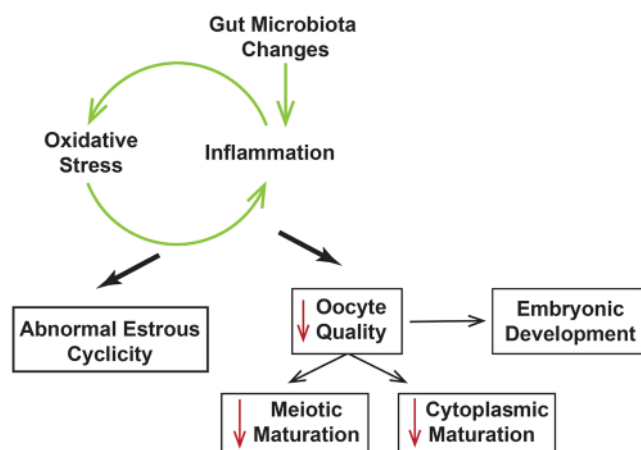 Gut Microbiota
Changes
Oxidative
Stress
Inflammation
Abnormal Estrous
Cyclicity
Oocyte
Quality
Embryonic
Development
Meiotic
Maturation
Cytoplasmic
Maturation